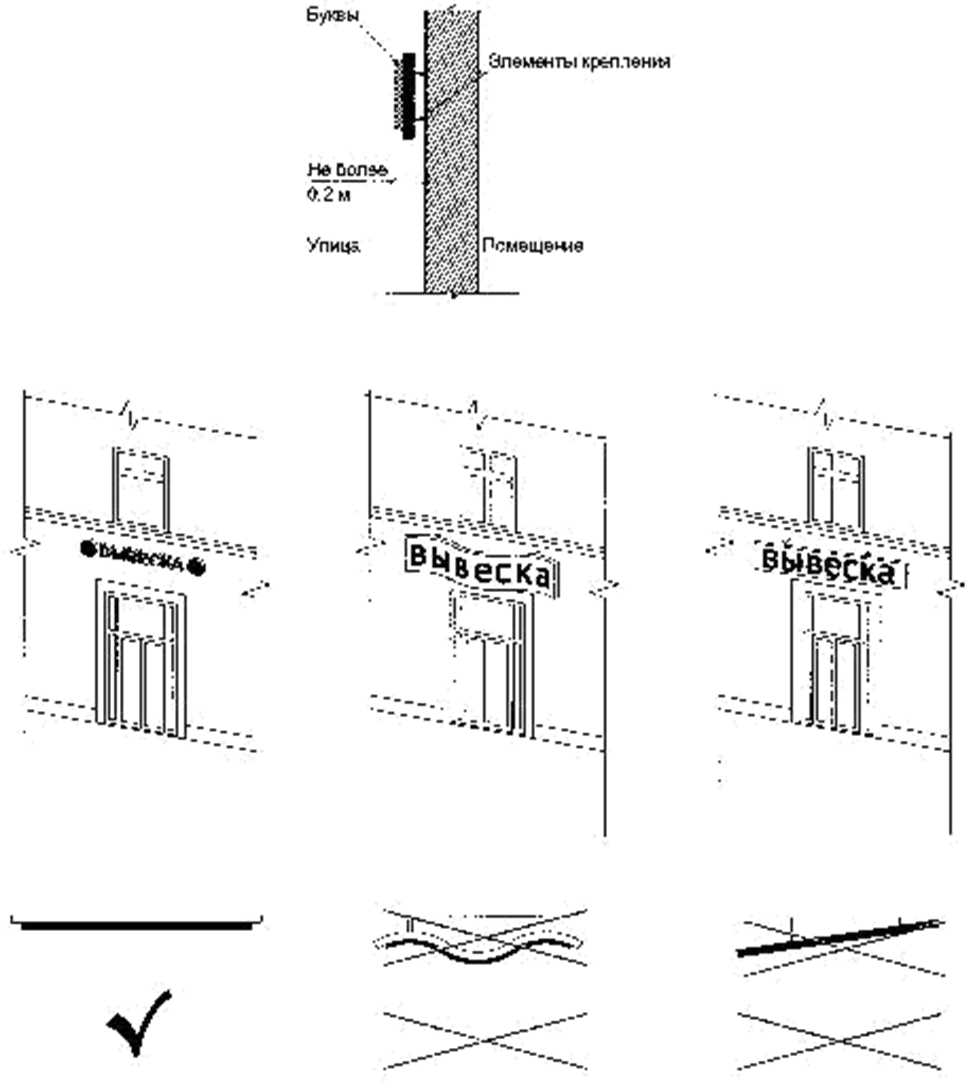 Буквы
Элементы крепления
Не более
0,2 м
Улица
Помещение
ВЫВЕСКА
Вывеска
вывеска